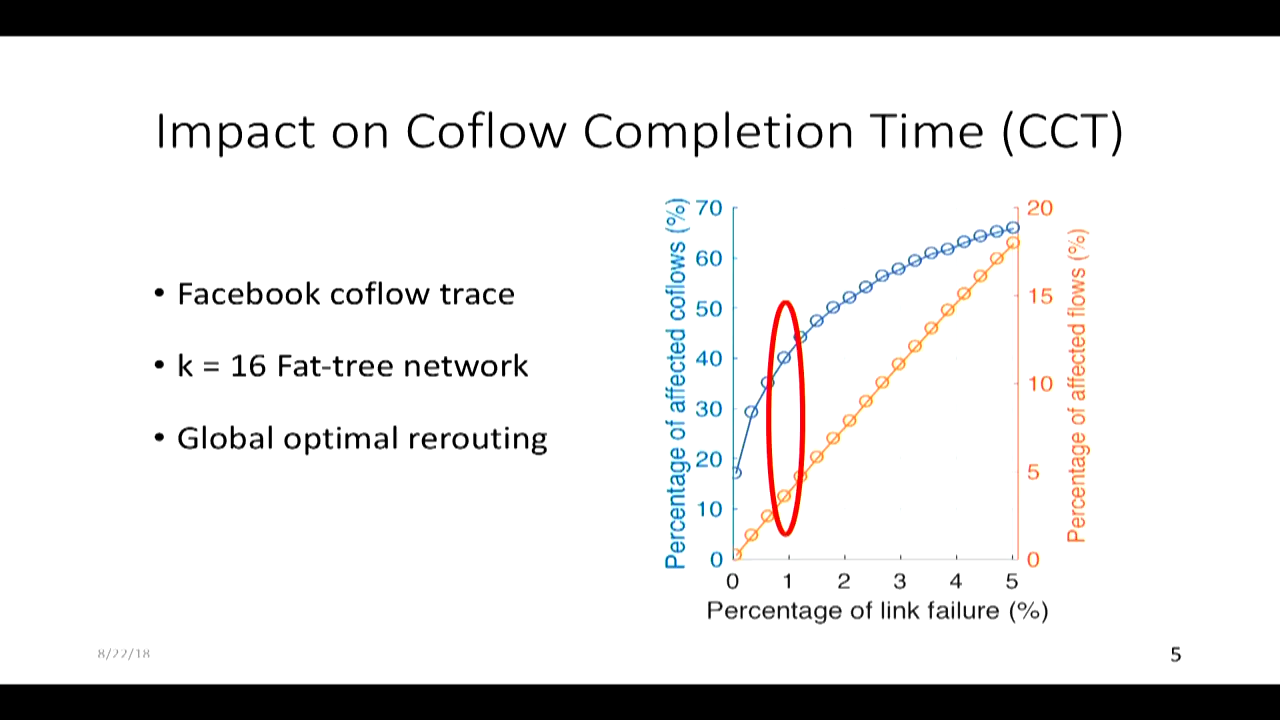 Impact on Coflow Completion Time (CCT)
• Facebook coflow trace
• k = 16 Fat-tree network
• Global optimal rerouting
Percentage of affected coflows (%)
70
60
50
40
30
20
10
0
20
15
10
5
0
Percentage of affected flows (%)
0 1 2 3 4 5
Percentage of link failure (%)
8/22/18
5